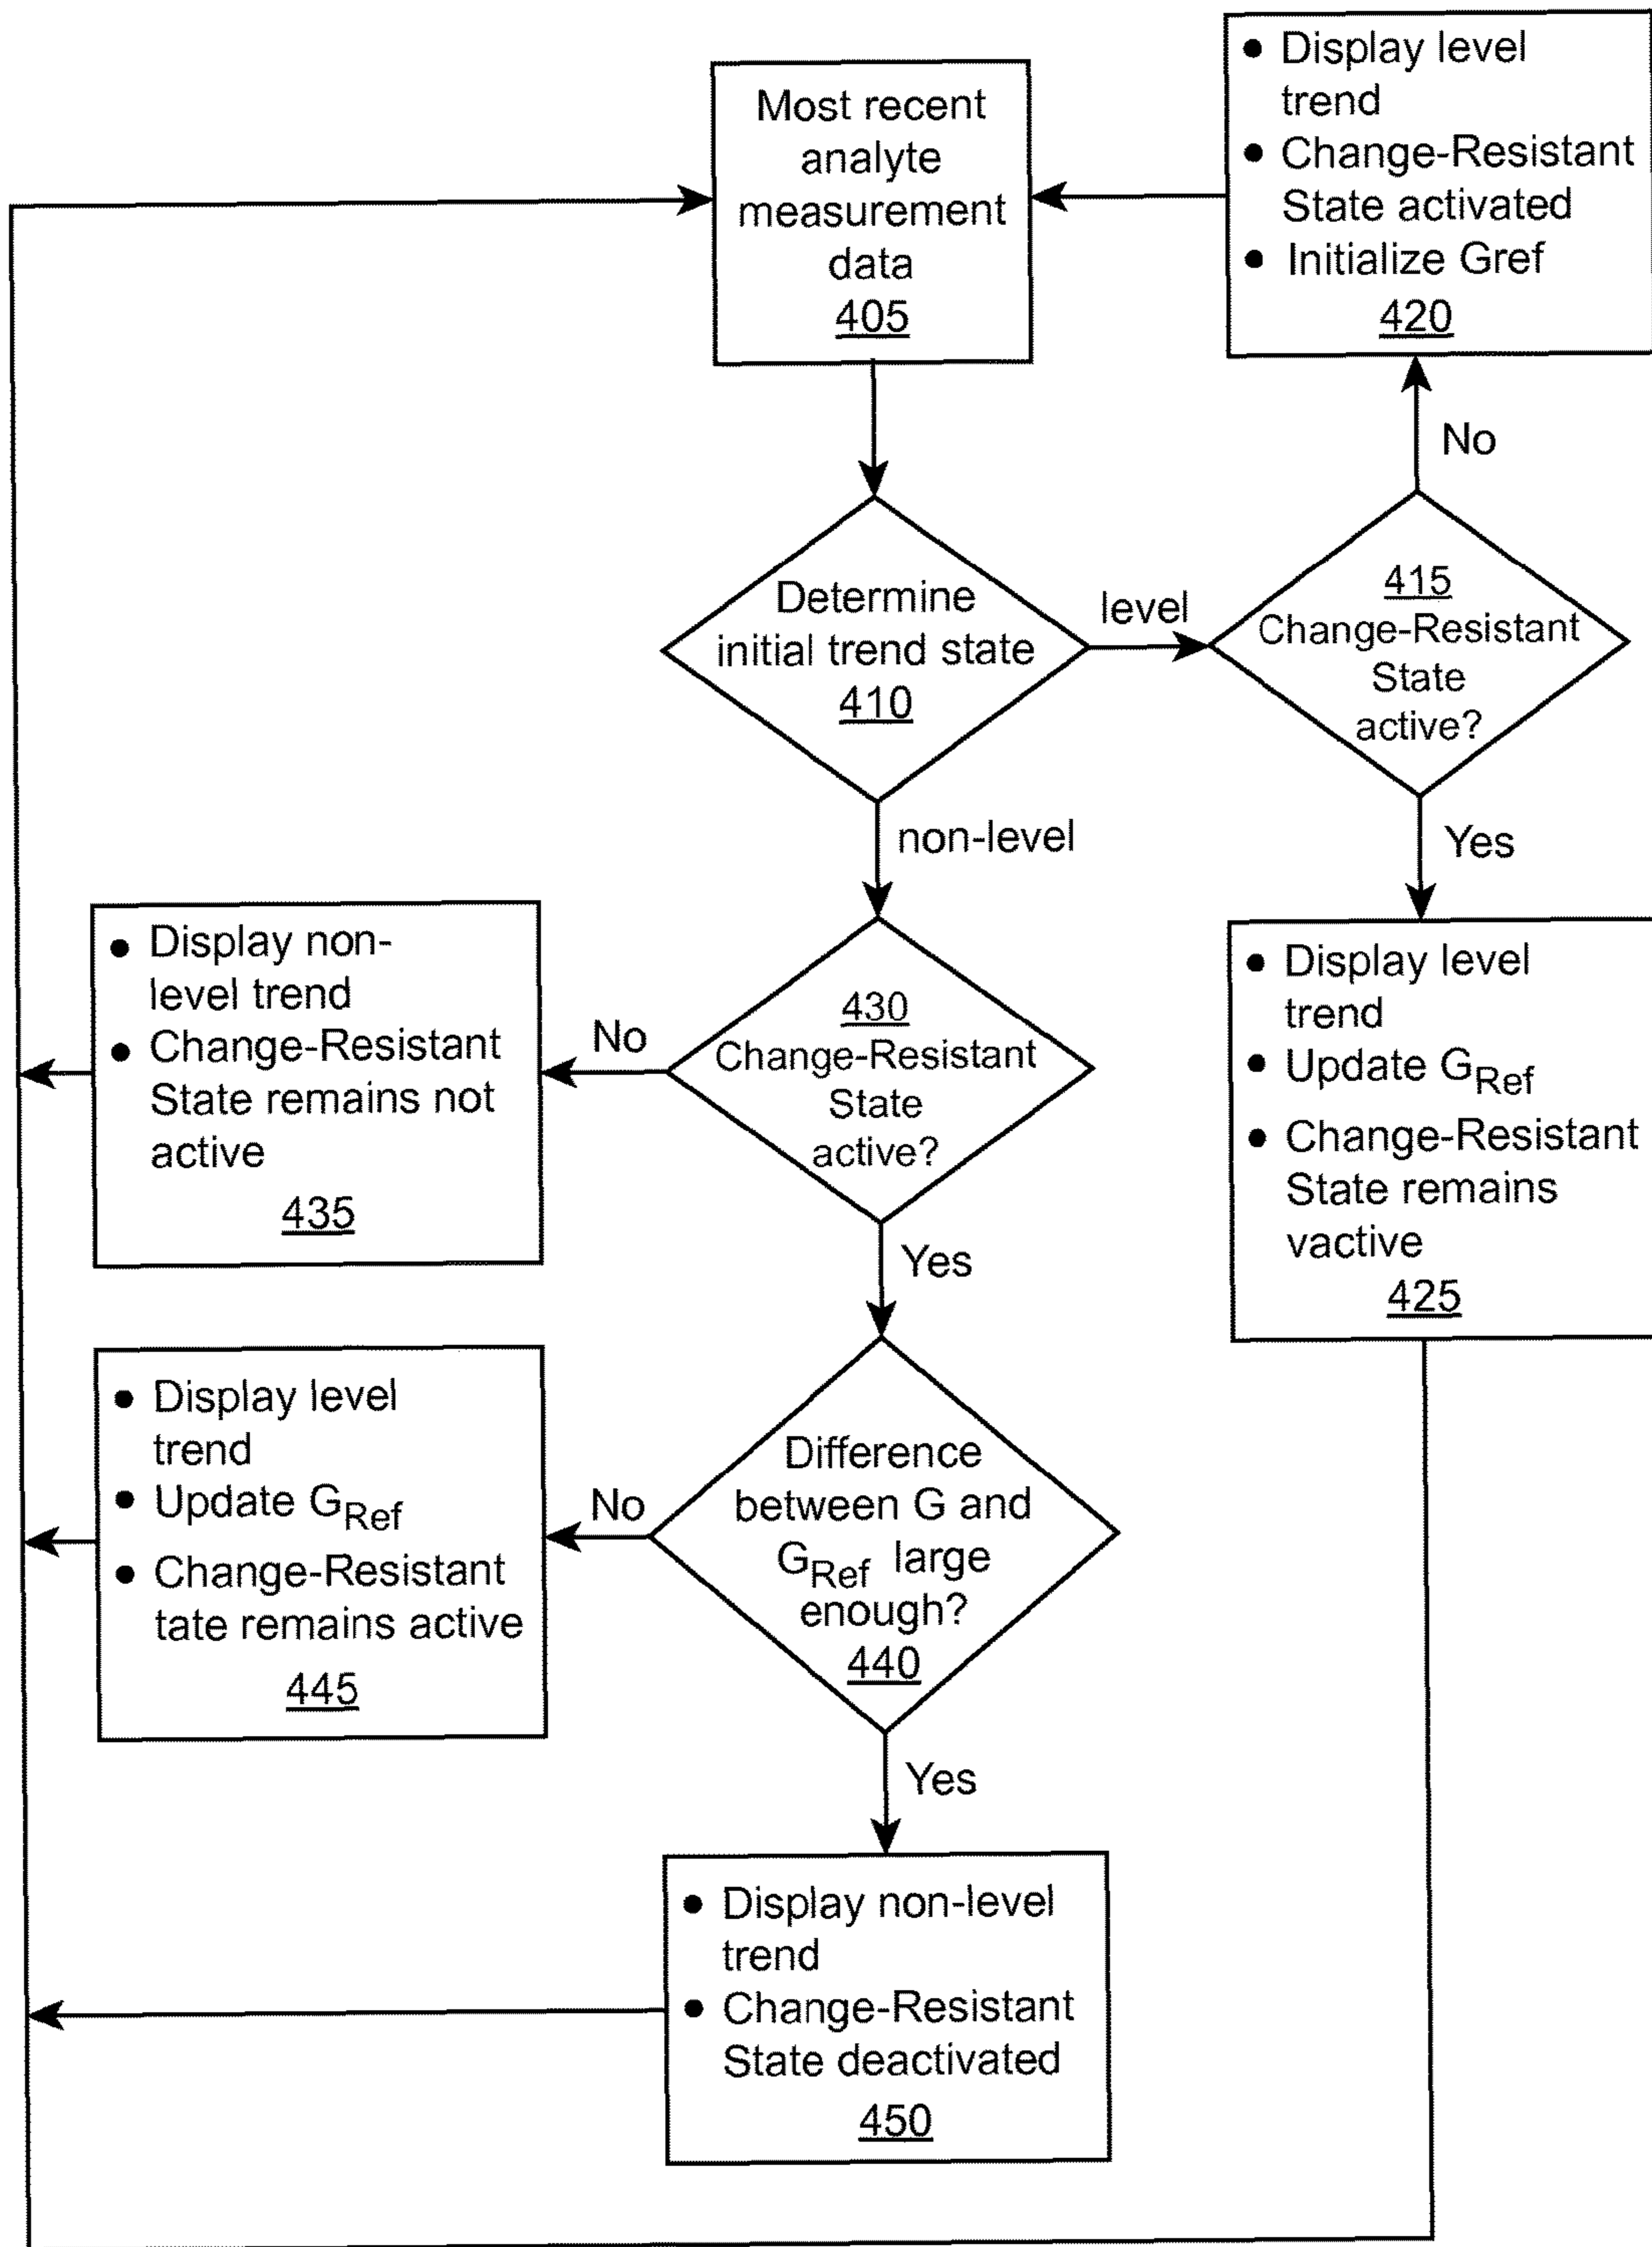 Most recent
analyte
measurement
data
405
• Display level
trend
• Change-Resistant
State activated
• Initialize Gref
420
No
Determine
initial trend state
410
level
415
Change-Resistant
State
active?
Yes
non-level
• Display level
trend
• Update GRef
• Change-Resistant
State remains
vactive
425
430
Change-Resistant
State
active?
No
• Display non-
level trend
• Change-Resistant
State remains not
active
435
Yes
Difference
between G and
GRef large
enough?
440
No
• Display level
trend
• Update GRef
• Change-Resistant
tate remains active
445
Yes
• Display non-level
trend
• Change-Resistant
State deactivated
450